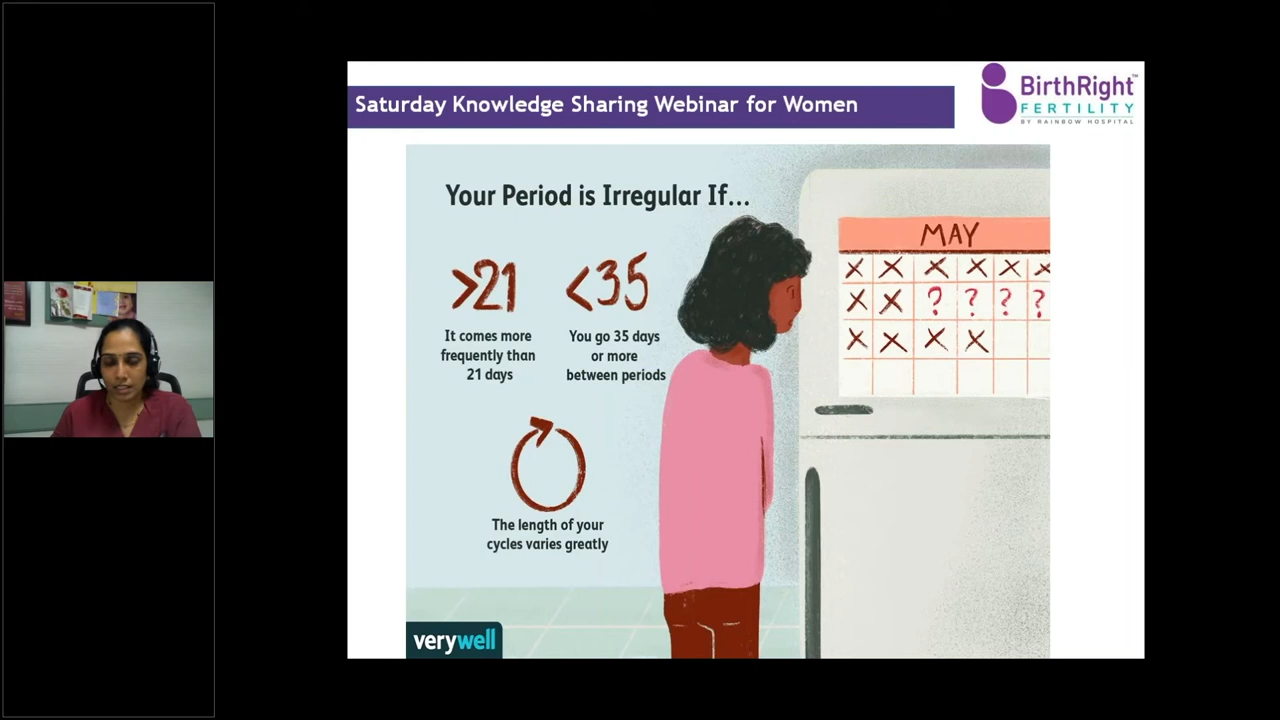 Saturday Knowledge Sharing Webinar for Women
BirthRight™
FERTILITY
BY RAINBOW HOSPITAL
Your Period is Irregular If...
>21
It comes more
frequently than
21 days
<35
You go 35 days
or more
between periods
The length of your
cycles varies greatly
MAY
X X X X X X
X X ? ? ? ?
X X X X
verywell